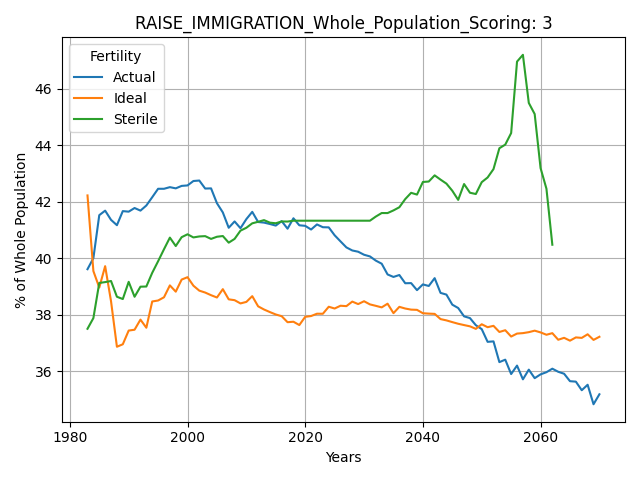 RAISE_IMMIGRATION_Whole_Population_Scoring: 3
Fertility
Actual
Ideal
Sterile
% of Whole Population
46
44
42
40
38
36
1980
2000
2020
2040
2060
Years